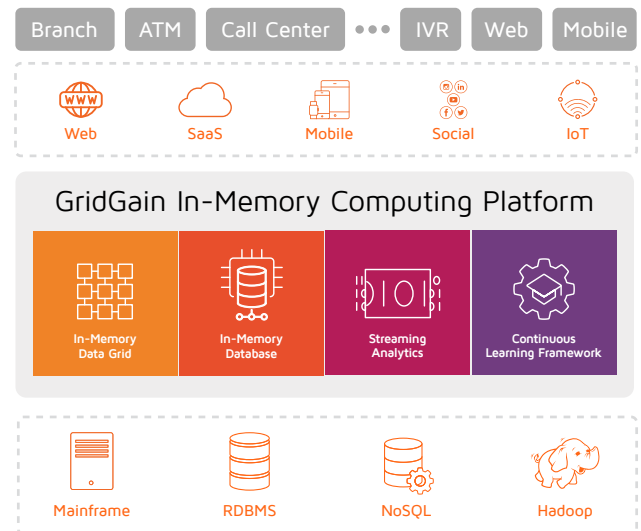 Branch ATM Call Center ••• IVR Web Mobile
WWW
Web SaaS Mobile Social IoT
GridGain In-Memory Computing Platform
In-Memory Data Grid
In-Memory Database
Streaming Analytics
Continuous Learning Framework
Mainframe RDBMS NoSQL Hadoop